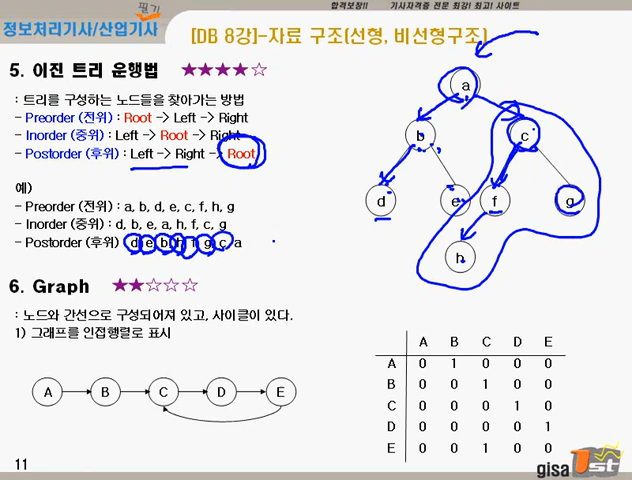 합격보장!! 기사자격증 전문 최강! 최고! 사이트
필기
정보처리기사/산업기사
[DB 8강]-자료 구조(선형, 비선형구조)
5. 이진 트리 운행법 ★★★★☆
: 트리를 구성하는 노드들을 찾아가는 방법
- Preorder (전위) : Root -> Left -> Right
- Inorder (중위) : Left -> Root -> Right
- Postorder (후위) : Left -> Right -> Root
예)
- Preorder (전위) : a, b, d, e, c, f, h, g
- Inorder (중위) : d, b, e, a, h, f, c, g
- Postorder (후위) : d, e, b, h, f, g, c, a
a
b c
d e f g
h
6. Graph ★★☆☆☆
: 노드와 간선으로 구성되어져 있고, 사이클이 있다.
1) 그래프를 인접행렬로 표시
A B C D E
A B C D E
A 0 1 0 0 0
B 0 0 1 0 0
C 0 0 0 1 0
D 0 0 0 0 1
E 0 0 1 0 0
11
gisa 1st